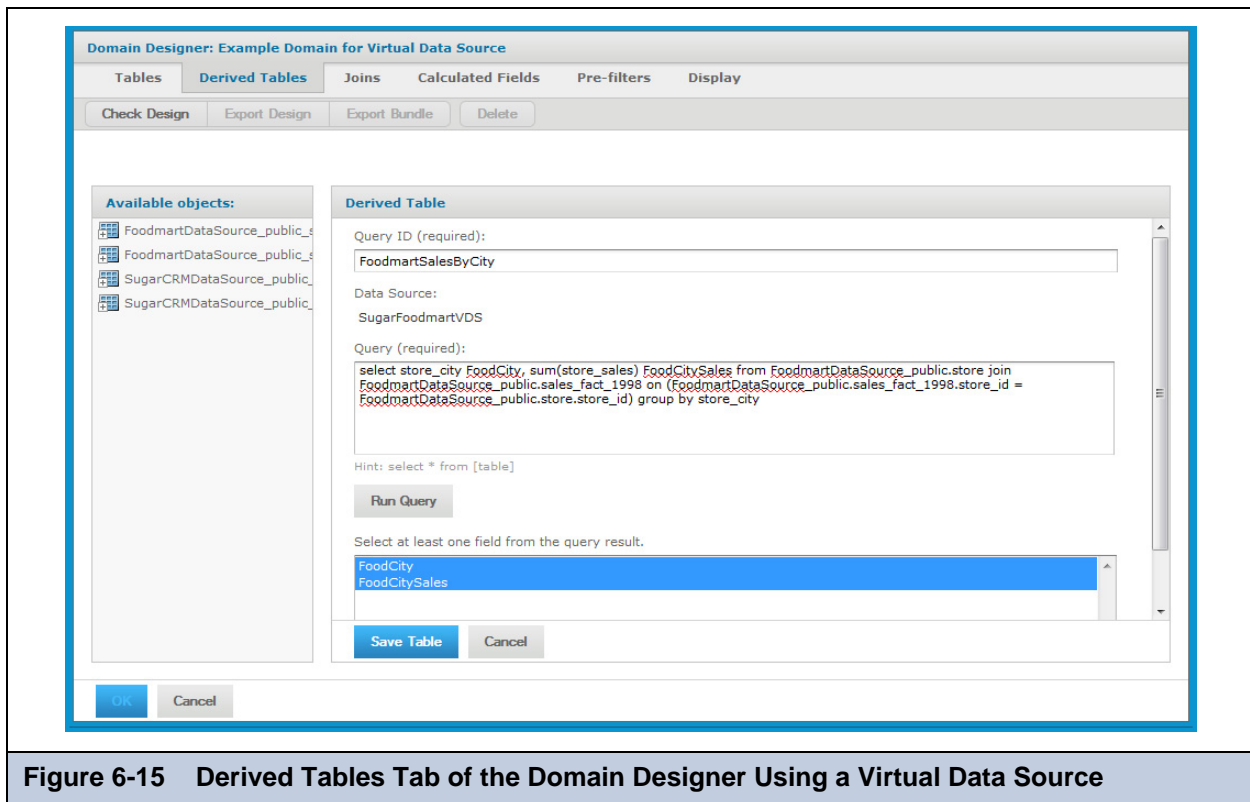 Domain Designer: Example Domain for Virtual Data Source
Tables Derived Tables Joins Calculated Fields Pre-filters Display
Check Design Export Design Export Bundle Delete
Available objects:
FoodmartDataSource_public_s
FoodmartDataSource_public_s
SugarCRMDataSource_public_
SugarCRMDataSource_public_
Derived Table
Query ID (required):
FoodmartSalesByCity
Data Source:
SugarFoodmartVDS
Query (required):
select store_city FoodCity, sum(store_sales) FoodCitySales from FoodmartDataSource_public.store join
FoodmartDataSource_public.sales_fact_1998 on (FoodmartDataSource_public.sales_fact_1998.store_id =
FoodmartDataSource_public.store.store_id) group by store_city
Hint: select * from [table]
Run Query
Select at least one field from the query result.
FoodCity
FoodCitySales
Save Table Cancel
OK Cancel
Figure 6-15 Derived Tables Tab of the Domain Designer Using a Virtual Data Source